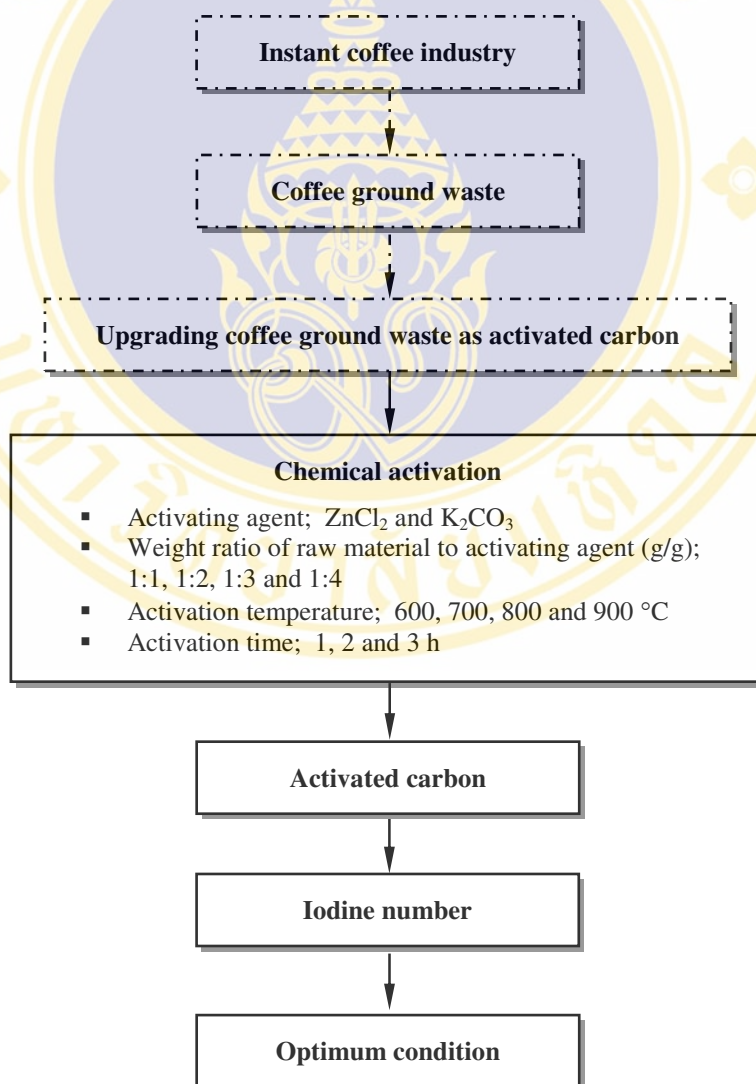 Instant coffee industry
Coffee ground waste
Upgrading coffee ground waste as activated carbon
Chemical activation
▪ Activating agent; ZnCl₂ and K₂CO₃
▪ Weight ratio of raw material to activating agent (g/g);
1:1, 1:2, 1:3 and 1:4
▪ Activation temperature; 600, 700, 800 and 900 °C
▪ Activation time; 1, 2 and 3 h
Activated carbon
Iodine number
Optimum condition